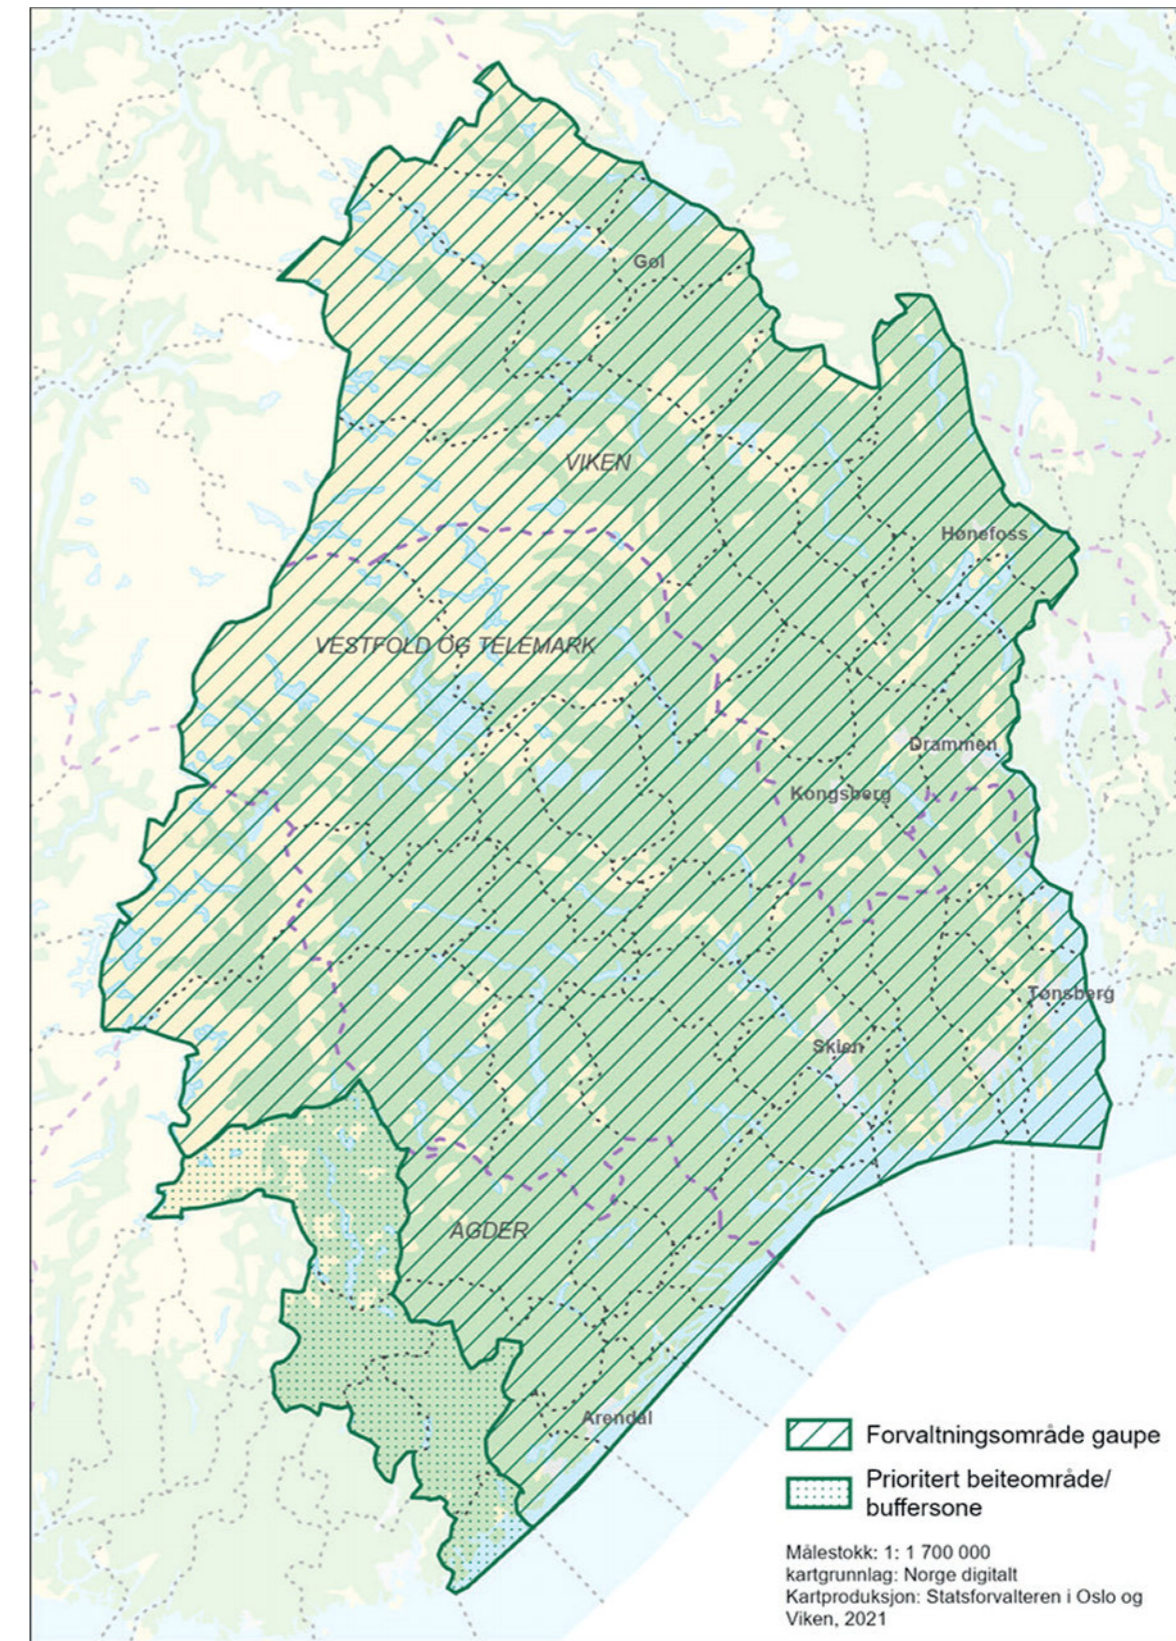 Gol
VIKEN
Hønefoss
VESTFOLD OG TELEMARK
Drammen
Kongsberg
Tønsberg
Skien
AGDER
Arendal
Forvaltningsområde gaupe
Prioritert beiteområde/
buffersone
Målestokk: 1: 1 700 000
kartgrunnlag: Norge digitalt
Kartproduksjon: Statsforvalteren i Oslo og
Viken, 2021